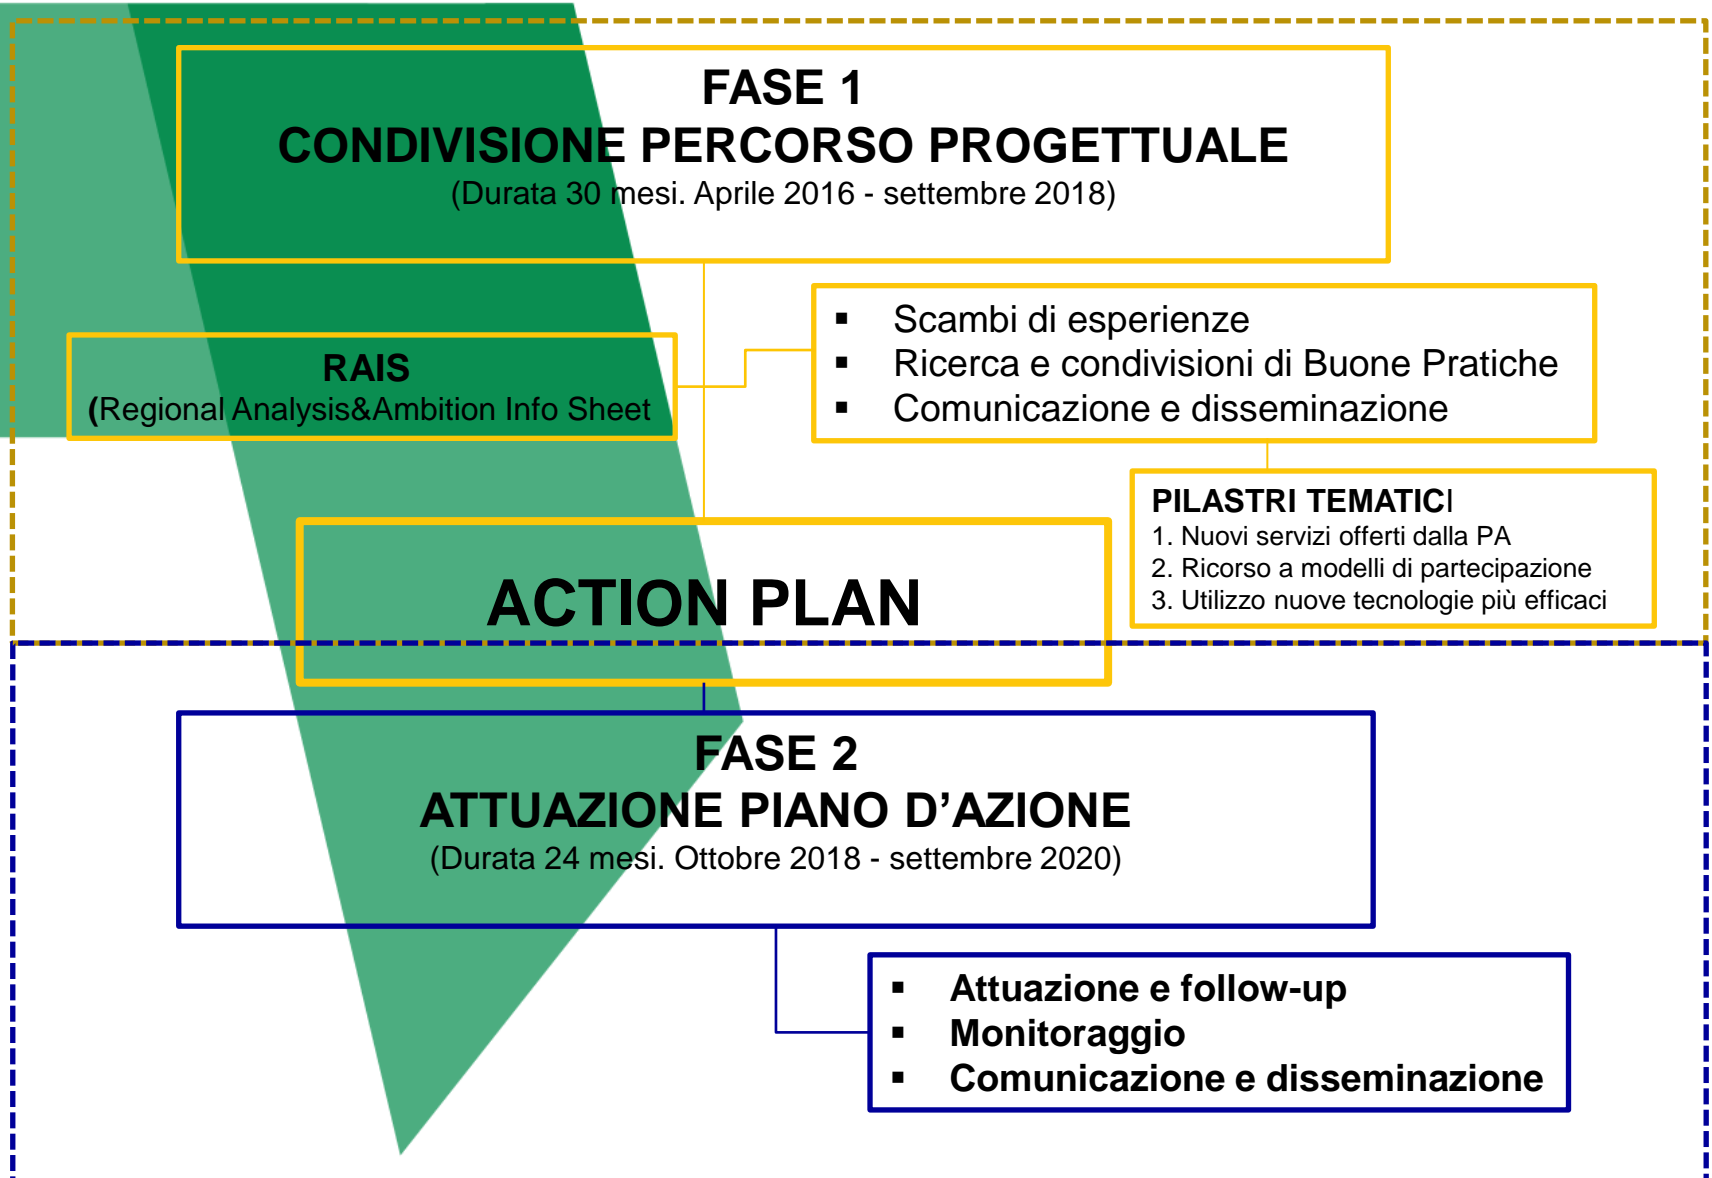 FASE 1
CONDIVISIONE PERCORSO PROGETTUALE
(Durata 30 mesi. Aprile 2016 - settembre 2018)
▪ Scambi di esperienze
▪ Ricerca e condivisioni di Buone Pratiche
▪ Comunicazione e disseminazione
RAIS
(Regional Analysis&Ambition Info Sheet
PILASTRI TEMATICI
1. Nuovi servizi offerti dalla PA
2. Ricorso a modelli di partecipazione
3. Utilizzo nuove tecnologie più efficaci
ACTION PLAN
FASE 2
ATTUAZIONE PIANO D’AZIONE
(Durata 24 mesi. Ottobre 2018 - settembre 2020)
▪ Attuazione e follow-up
▪ Monitoraggio
▪ Comunicazione e disseminazione